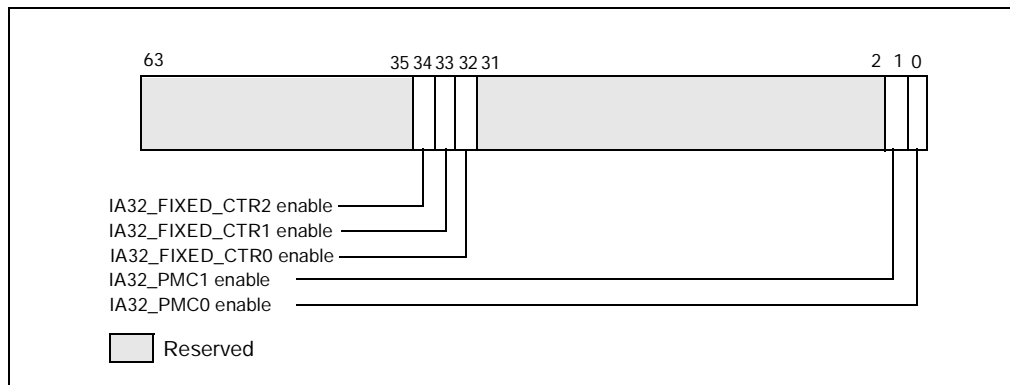 63 35 34 33 32 31 2 1 0
IA32_FIXED_CTR2 enable
IA32_FIXED_CTR1 enable
IA32_FIXED_CTR0 enable
IA32_PMC1 enable
IA32_PMC0 enable
Reserved